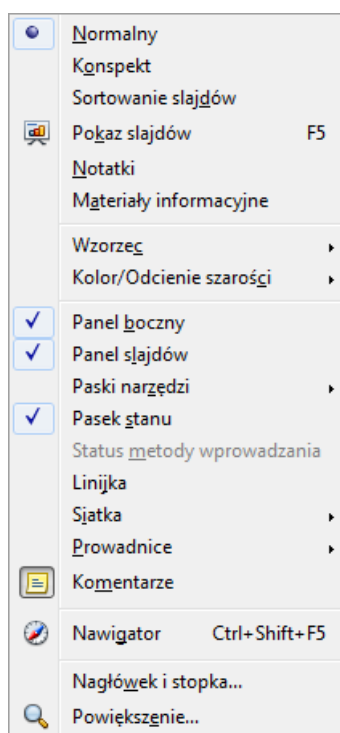 Normalny
Konspekt
Sortowanie slajdów
Pokaz slajdów F5
Notatki
Materiały informacyjne
Wzorzec
Kolor/Odcienie szarości
Panel boczny
Panel slajdów
Paski narzędzi
Pasek stanu
Status metody wprowadzania
Linijka
Siatka
Prowadnice
Komentarze
Nawigator Ctrl+Shift+F5
Nagłówek i stopka...
Powiększenie...